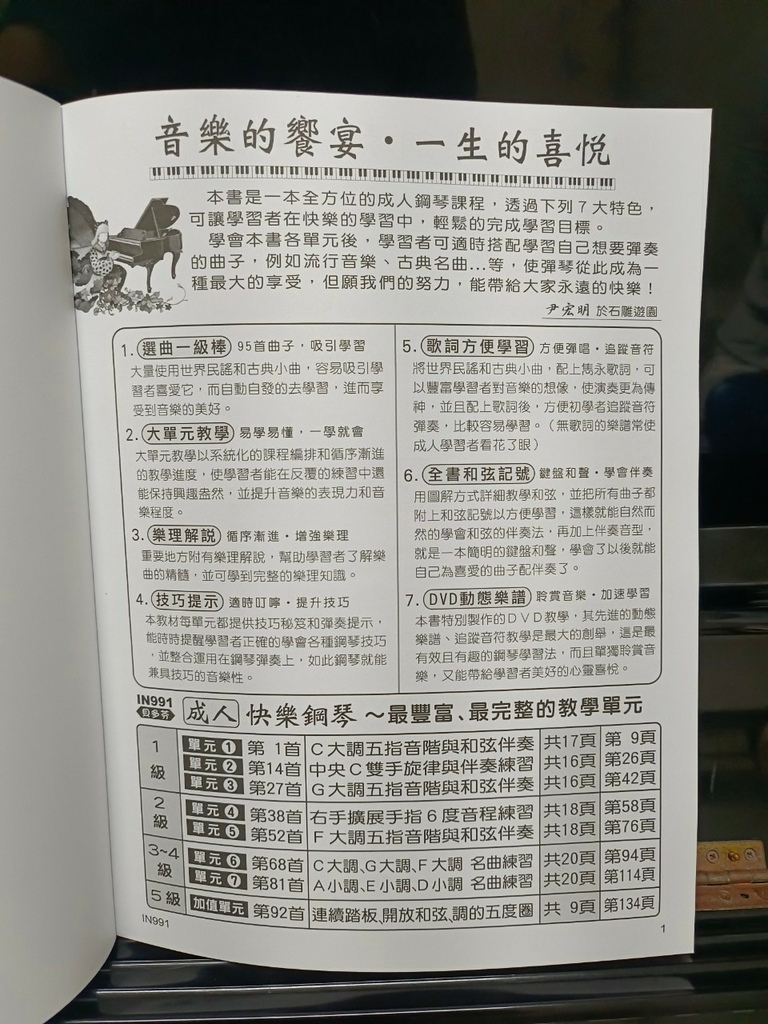 音樂的饗宴・一生的喜悅
本書是一本全方位的成人鋼琴課程，透過下列7大特色，
可讓學習者在快樂的學習中，輕鬆的完成學習目標。
學會本書各單元後，學習者可適時搭配學習自己想要彈奏
的曲子，例如流行音樂、古典名曲...等，使彈琴從此成為一
種最大的享受，但願我們的努力，能帶給大家永遠的快樂！
尹宏明 於石雕遊園
1.選曲一級棒 95首曲子，吸引學習
大量使用世界民謠和古典小曲，容易吸引學
習者喜愛它，而自動自發的去學習，進而享
受到音樂的美好。
2.大單元教學 易學易懂，一學就會
大單元教學以系統化的課程編排和循序漸進
的教學進度，使學習者能在反覆的練習中還
能保持興趣盎然，並提升音樂的表現力和音
樂程度。
3.樂理解說 循序漸進・增強樂理
重要地方附有樂理解說，幫助學習者了解樂
曲的精髓，並可學到完整的樂理知識。
4.技巧提示 適時叮嚀・提升技巧
本教材每單元都提供技巧秘笈和彈奏提示，
能時時提醒學習者正確的學會各種鋼琴技巧
，並整合運用在鋼琴彈奏上，如此鋼琴就能
兼具技巧的音樂性。
5.歌詞方便學習 方便彈唱・追蹤音符
將世界民謠和古典小曲，配上雋永歌詞，可
以豐富學習者對音樂的想像，使演奏更為傳
神，並且配上歌詞後，方便初學者追蹤音符
彈奏，比較容易學習。（無歌詞的樂譜常使
成人學習者看花了眼）
6.全書和弦記號 鍵盤和聲・學會伴奏
用圖解方式詳細教學和弦，並把所有曲子都
附上和弦記號以方便學習，這樣就能自然而
然的學會和弦的伴奏法，再加上伴奏音型，
就是一本簡明的鍵盤和聲，學會了以後就能
自己為喜愛的曲子配伴奏了。
7.DVD動態樂譜 聆賞音樂・加速學習
本書特別製作的DVD教學，其先進的動態
樂譜、追蹤音符教學是最大的創舉，這是最
有效且有趣的鋼琴學習法，而且單獨聆賞音
樂，又能帶給學習者美好的心靈喜悅。
IN991
貝多芬
成人 快樂鋼琴～最豐富、最完整的教學單元
1級 單元1 第 1首 C大調五指音階與和弦伴奏 共17頁 第 9頁
單元2 第14首 中央C雙手旋律與伴奏練習 共16頁 第26頁
單元3 第27首 G大調五指音階與和弦伴奏 共16頁 第42頁
2級 單元4 第38首 右手擴展手指6度音程練習 共18頁 第58頁
單元5 第52首 F大調五指音階與和弦伴奏 共18頁 第76頁
3~4級 單元6 第68首 C大調、G大調、F大調 名曲練習 共20頁 第94頁
單元7 第81首 A小調、E小調、D小調 名曲練習 共20頁 第114頁
5級 加值單元 第92首 連續踏板、開放和弦、調的五度圈 共 9頁 第134頁
IN991
1